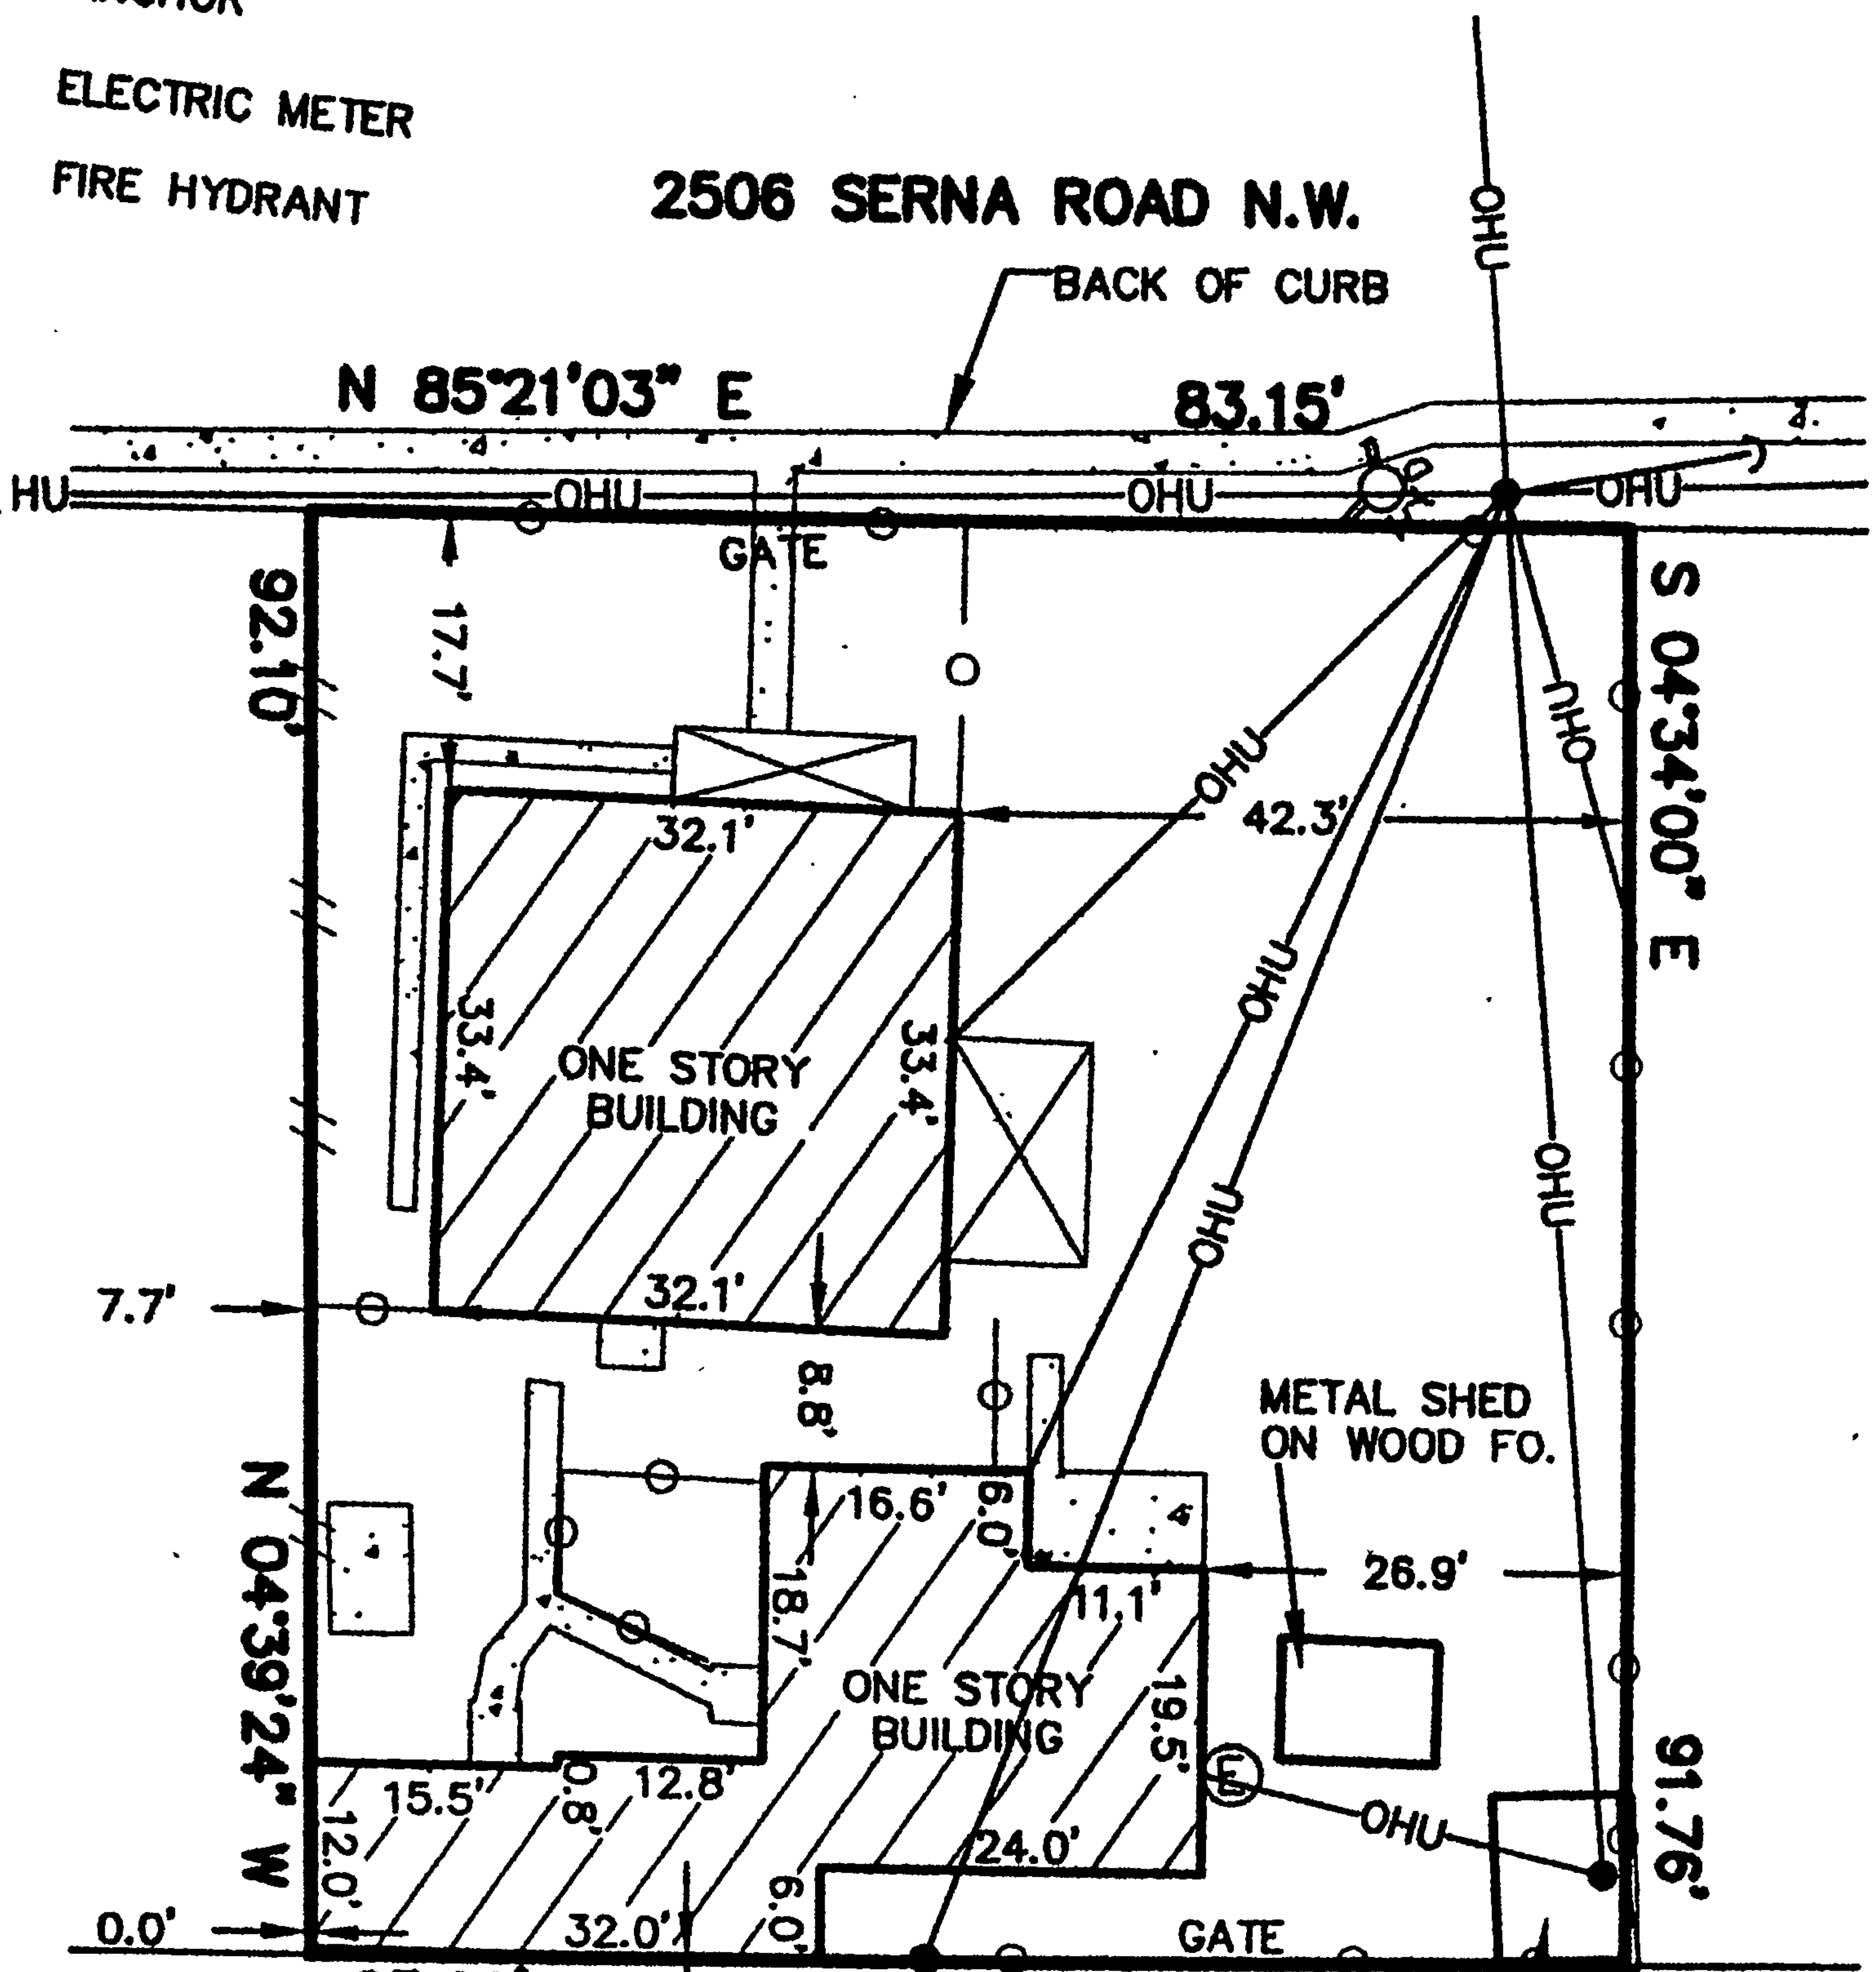 ELECTRIC METER
FIRE HYDRANT
2506 SERNA ROAD N.W.
OHU
BACK OF CURB
N 85°21'03" E
83.15'
HU
OHU
OHU
OHU
GATE
92.10'
17.7'
S 04°34'00" E
OHU
OHU
42.3'
32.1'
OHU
33.4'
33.4'
ONE STORY
BUILDING
OHU
OHU
7.7'
32.1'
8.8'
METAL SHED
ON WOOD FO.
N 04°39'24" W
16.6'
6.0'
26.9'
11.1'
18.7'
ONE STORY
BUILDING
19.5'
91.76'
15.5'
0.8'
12.8'
OHU
12.0'
24.0'
6.0'
0.0'
32.0'
GATE